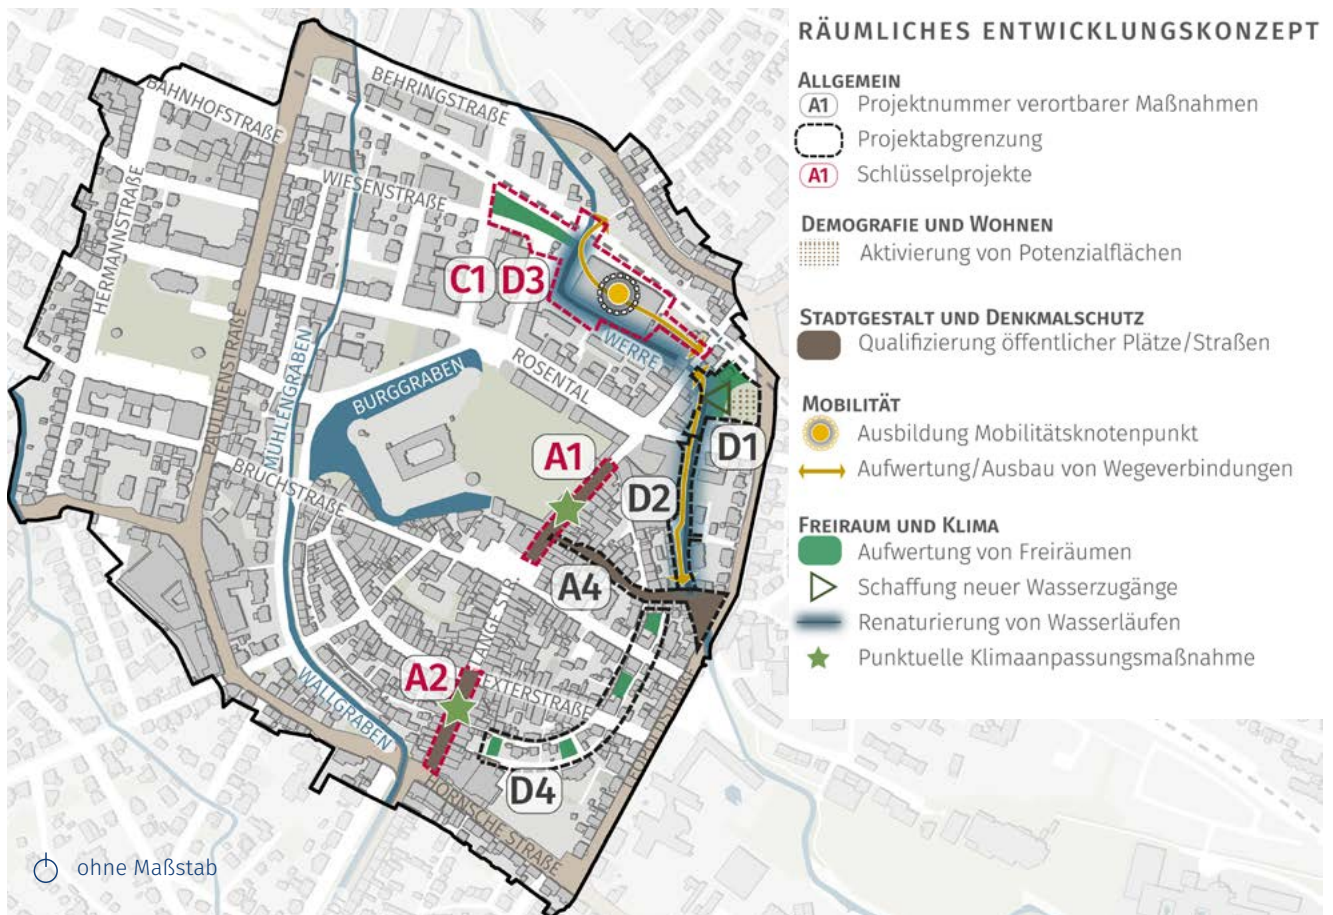 RÄUMLICHES ENTWICKLUNGSKONZEPT
ALLGEMEIN
A1 Projektnummer verortbarer Maßnahmen
Projektabgrenzung
A1 Schlüsselprojekte
DEMOGRAFIE UND WOHNEN
Aktivierung von Potenzialflächen
STADTGESTALT UND DENKMALSCHUTZ
Qualifizierung öffentlicher Plätze/Straßen
MOBILITÄT
Ausbildung Mobilitätsknotenpunkt
Aufwertung/Ausbau von Wegeverbindungen
FREIRAUM UND KLIMA
Aufwertung von Freiräumen
Schaffung neuer Wasserzugänge
Renaturierung von Wasserläufen
Punktuelle Klimaanpassungsmaßnahme
BEHRINGSTRAßE
BAHNHOFSTRAßE
WIESENSTRAßE
HERMANNSTRAßE
C1 D3
WERRE
PAULINENSTRAßE
MÜHLENGRABEN
BURGGRABEN
ROSENTAL
D1
A1
D2
BRUCHSTRAßE
A4
LANGE STR.
A2
EXTERSTRAßE
WALLGRABEN
D4
HORNSCHE STRAßE
ohne Maßstab